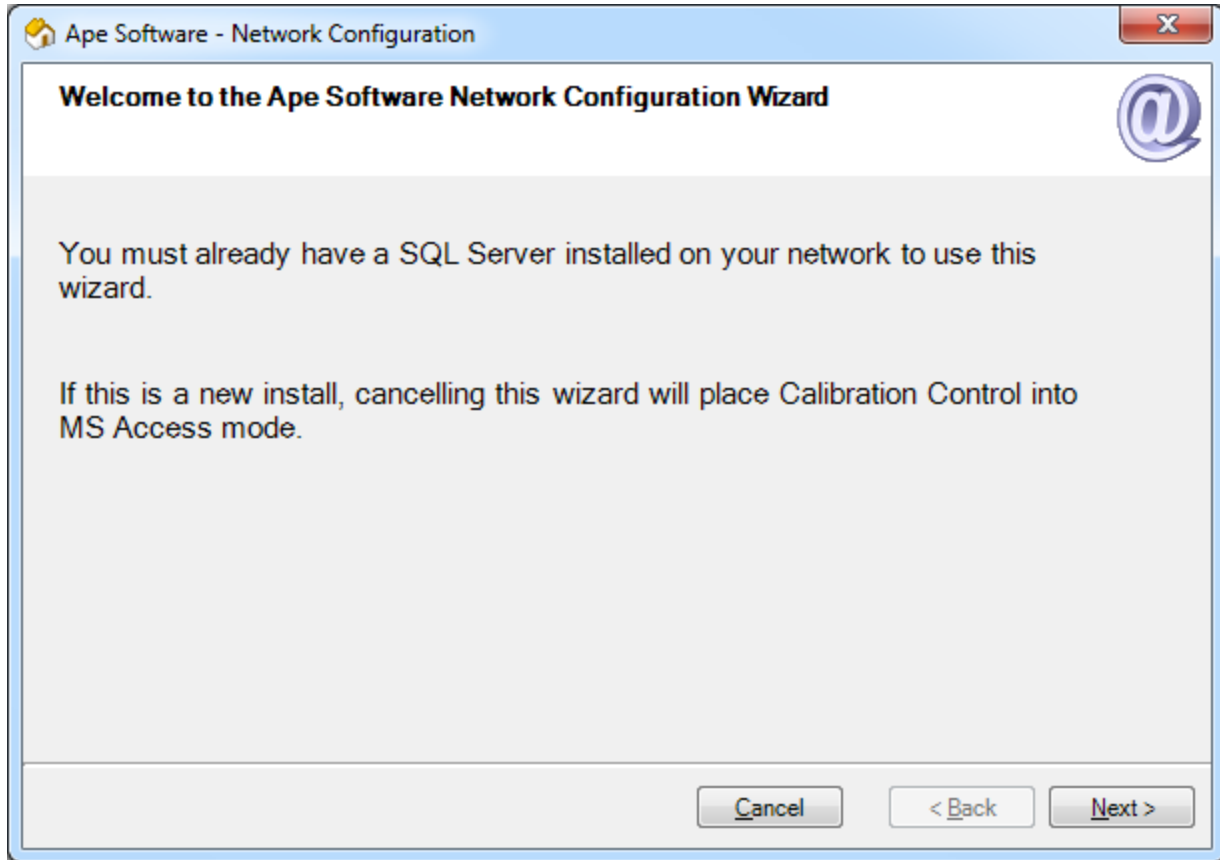 Ape Software - Network Configuration
Welcome to the Ape Software Network Configuration Wizard
You must already have a SQL Server installed on your network to use this
wizard.
If this is a new install, cancelling this wizard will place Calibration Control into
MS Access mode.
Cancel
< Back
Next >